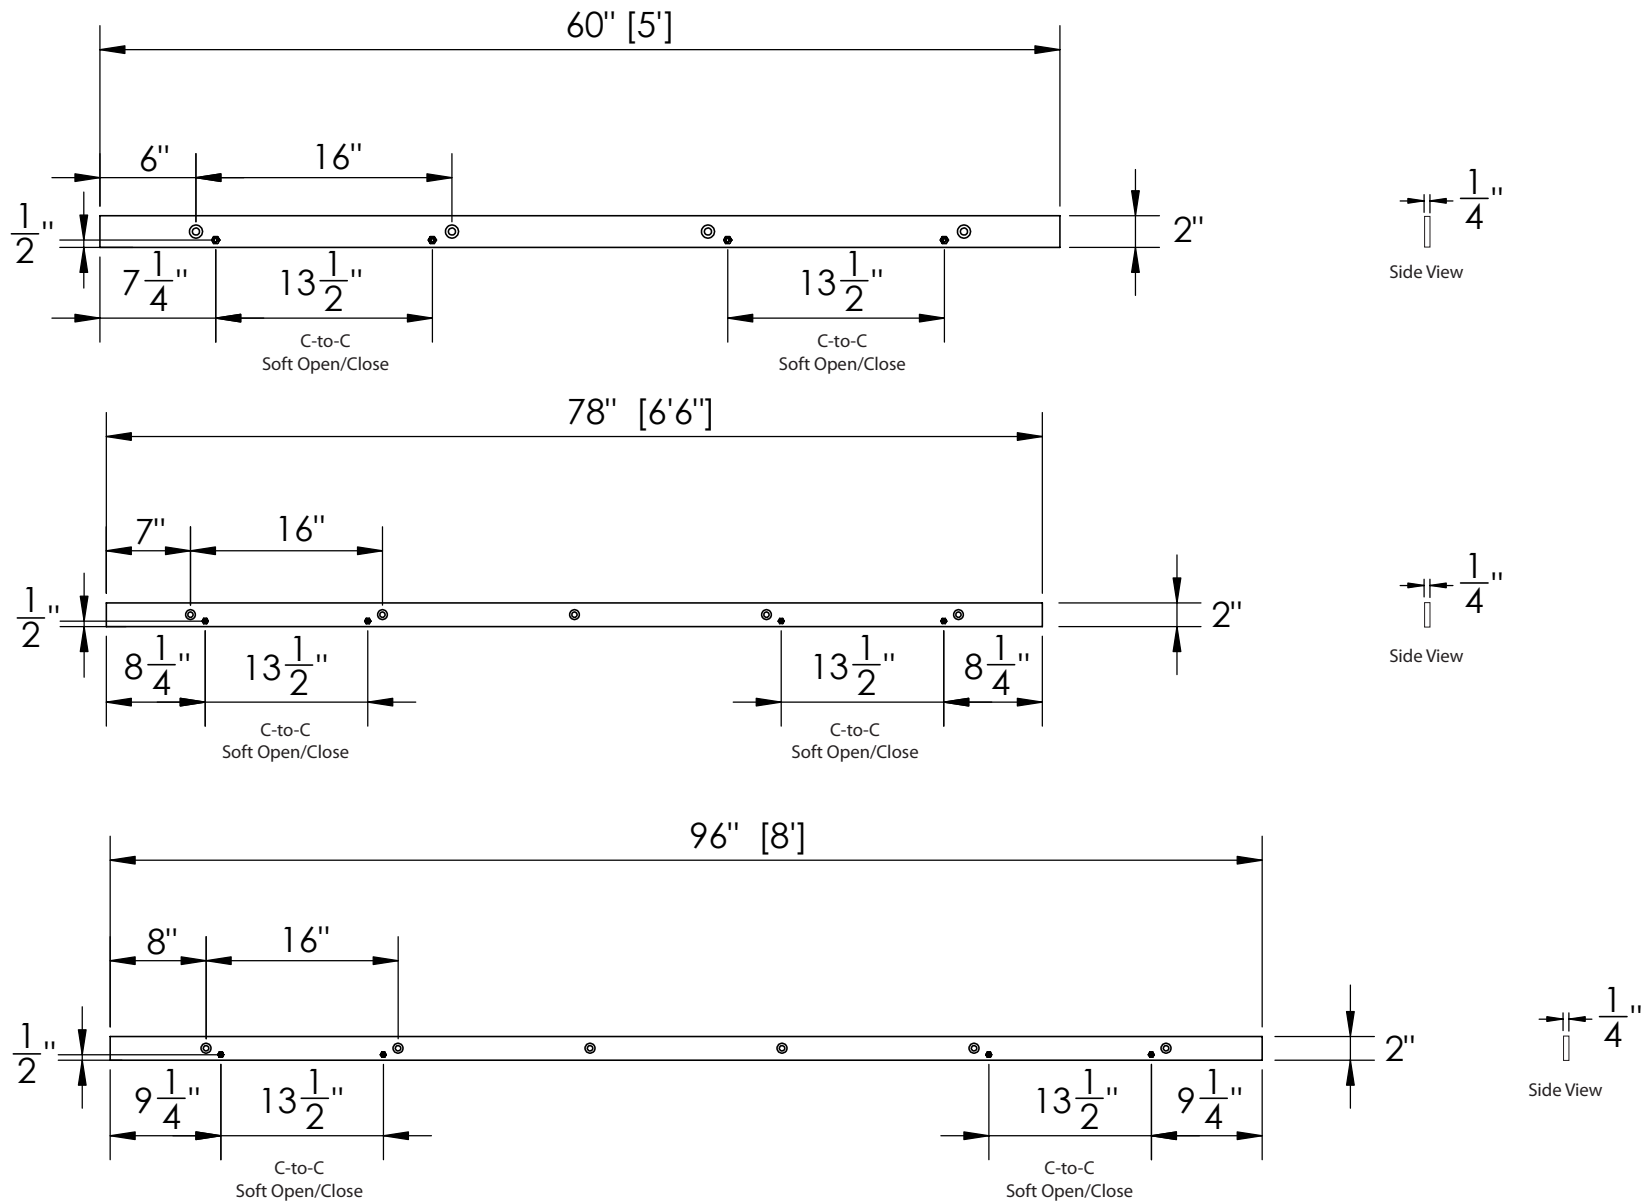 60" [5']
6" 16"
1/2" 2" 1/4"
7 1/4" 13 1/2" 13 1/2" Side View
C-to-C C-to-C
Soft Open/Close Soft Open/Close
78" [6'6"]
7" 16"
1/2" 2" 1/4"
8 1/4" 13 1/2" 13 1/2" 8 1/4" Side View
C-to-C C-to-C
Soft Open/Close Soft Open/Close
96" [8']
8" 16"
1/2" 2" 1/4"
9 1/4" 13 1/2" 13 1/2" 9 1/4" Side View
C-to-C C-to-C
Soft Open/Close Soft Open/Close